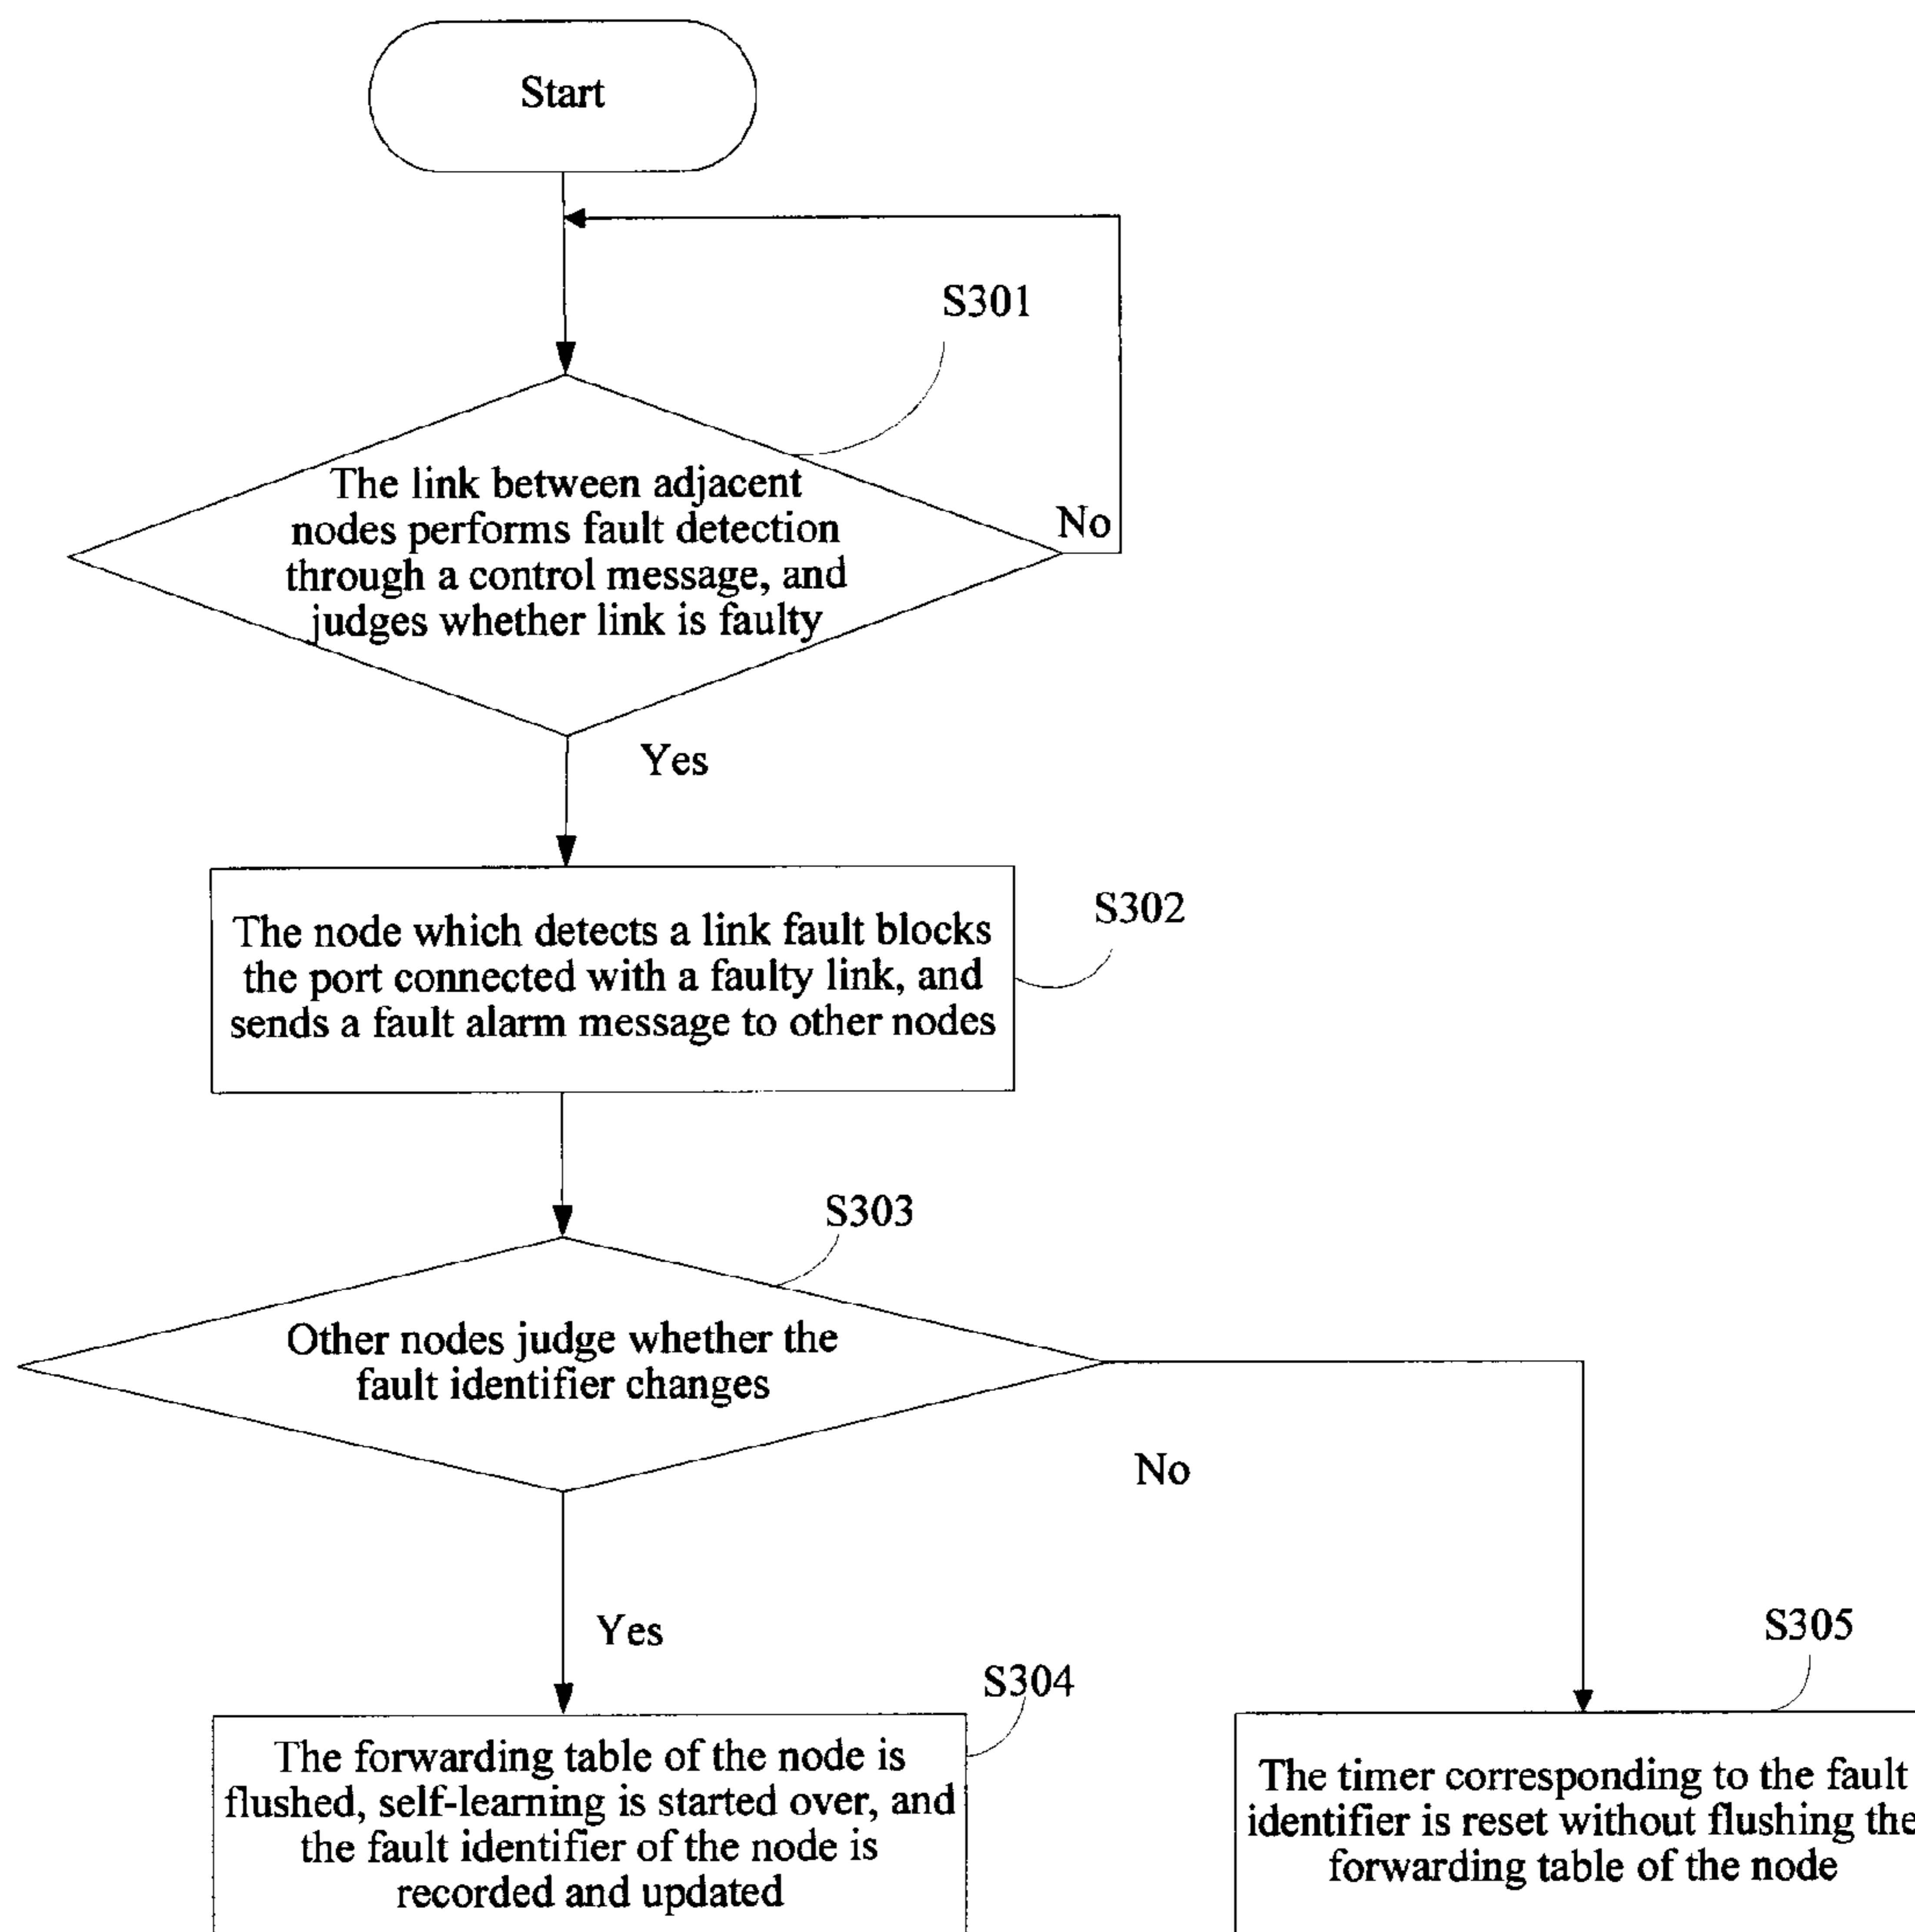 Start
S301
The link between adjacent
nodes performs fault detection
through a control message, and
judges whether link is faulty
No
Yes
The node which detects a link fault blocks
the port connected with a faulty link, and
sends a fault alarm message to other nodes
S302
S303
Other nodes judge whether the
fault identifier changes
No
Yes
S304
S305
The forwarding table of the node is
flushed, self-learning is started over, and
the fault identifier of the node is
recorded and updated
The timer corresponding to the fault
identifier is reset without flushing the
forwarding table of the node